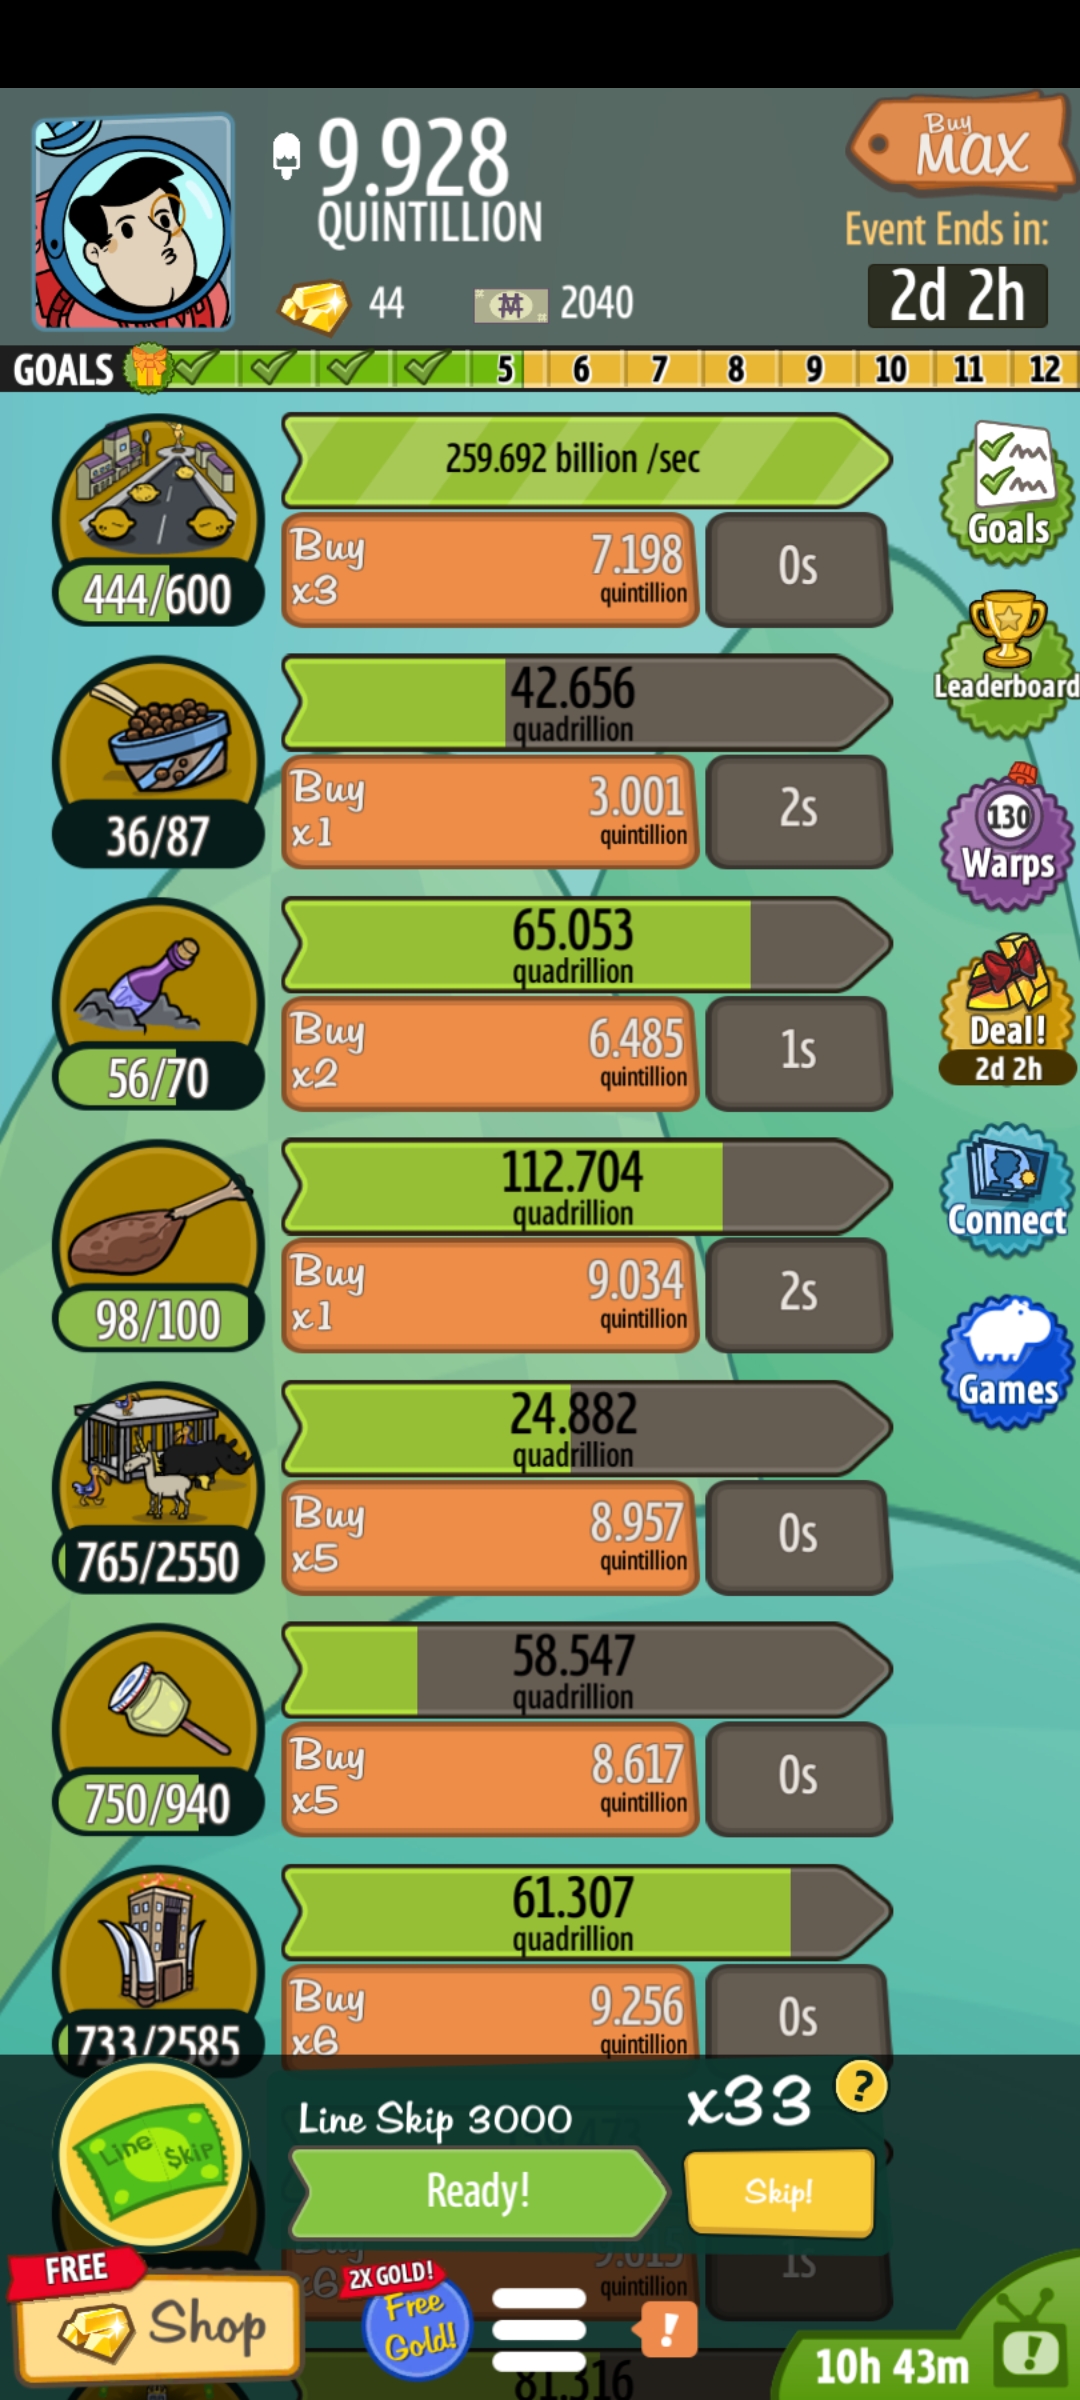 9.928
QUINTILLION
Buy
MAX
Event Ends in:
2d 2h
44
2040
GOALS 5 6 7 8 9 10 11 12
259.692 billion /sec
Buy
x3
7.198
quintillion
0s
444/600
Goals
Leaderboard
42.656
quadrillion
Buy
x1
3.001
quintillion
2s
36/87
130
Warps
65.053
quadrillion
Buy
x2
6.485
quintillion
1s
56/70
Deal!
2d 2h
112.704
quadrillion
Buy
x1
9.034
quintillion
2s
98/100
Connect
Games
24.882
quadrillion
Buy
x5
8.957
quintillion
0s
765/2550
58.547
quadrillion
Buy
x5
8.617
quintillion
0s
750/940
61.307
quadrillion
Buy
x6
9.256
quintillion
0s
733/2585
Line Skip
Line Skip 3000
x33
?
Ready!
Skip!
Buy
x6
quintillion
1s
FREE
Shop
2X GOLD!
Free
Gold!
!
81.316
10h 43m
!